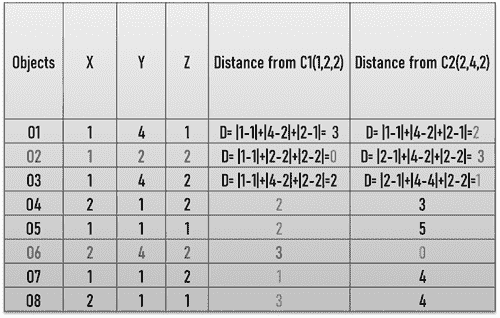 Objects X Y Z Distance from C1(1,2,2) Distance from C2(2,4,2)
O1 1 4 1 D= |1-1|+|4-2|+|2-1|= 3 D= |1-1|+|4-2|+|2-1|=2
O2 1 2 2 D= |1-1|+|2-2|+|2-2|=0 D= |2-1|+|4-2|+|2-2|= 3
O3 1 4 2 D= |1-1|+|4-2|+|2-2|=2 D= |2-1|+|4-4|+|2-2|=1
O4 2 1 2 2 3
O5 1 1 1 2 5
O6 2 4 2 3 0
O7 1 1 2 1 4
O8 2 1 1 3 4